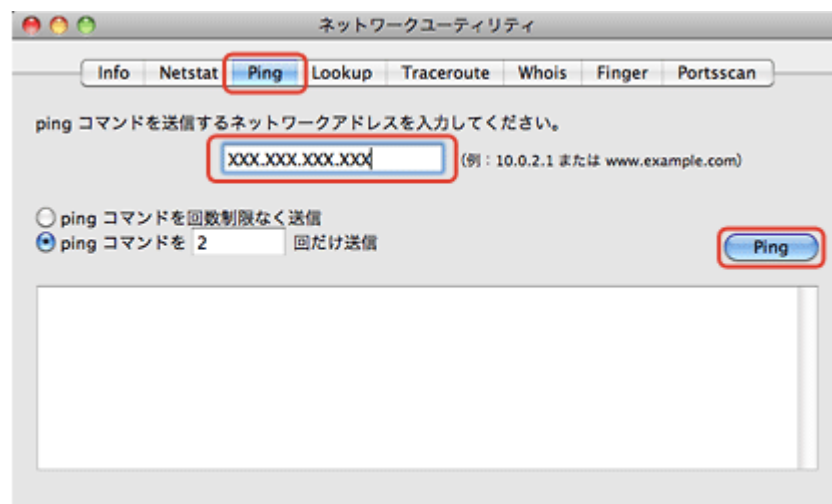 ネットワークユーティリティ
Info Netstat Ping Lookup Traceroute Whois Finger Portsscan
ping コマンドを送信するネットワークアドレスを入力してください。
XXX.XXX.XXX.XXX (例：10.0.2.1 または www.example.com)
ping コマンドを回数制限なく送信
ping コマンドを 2 回だけ送信
Ping